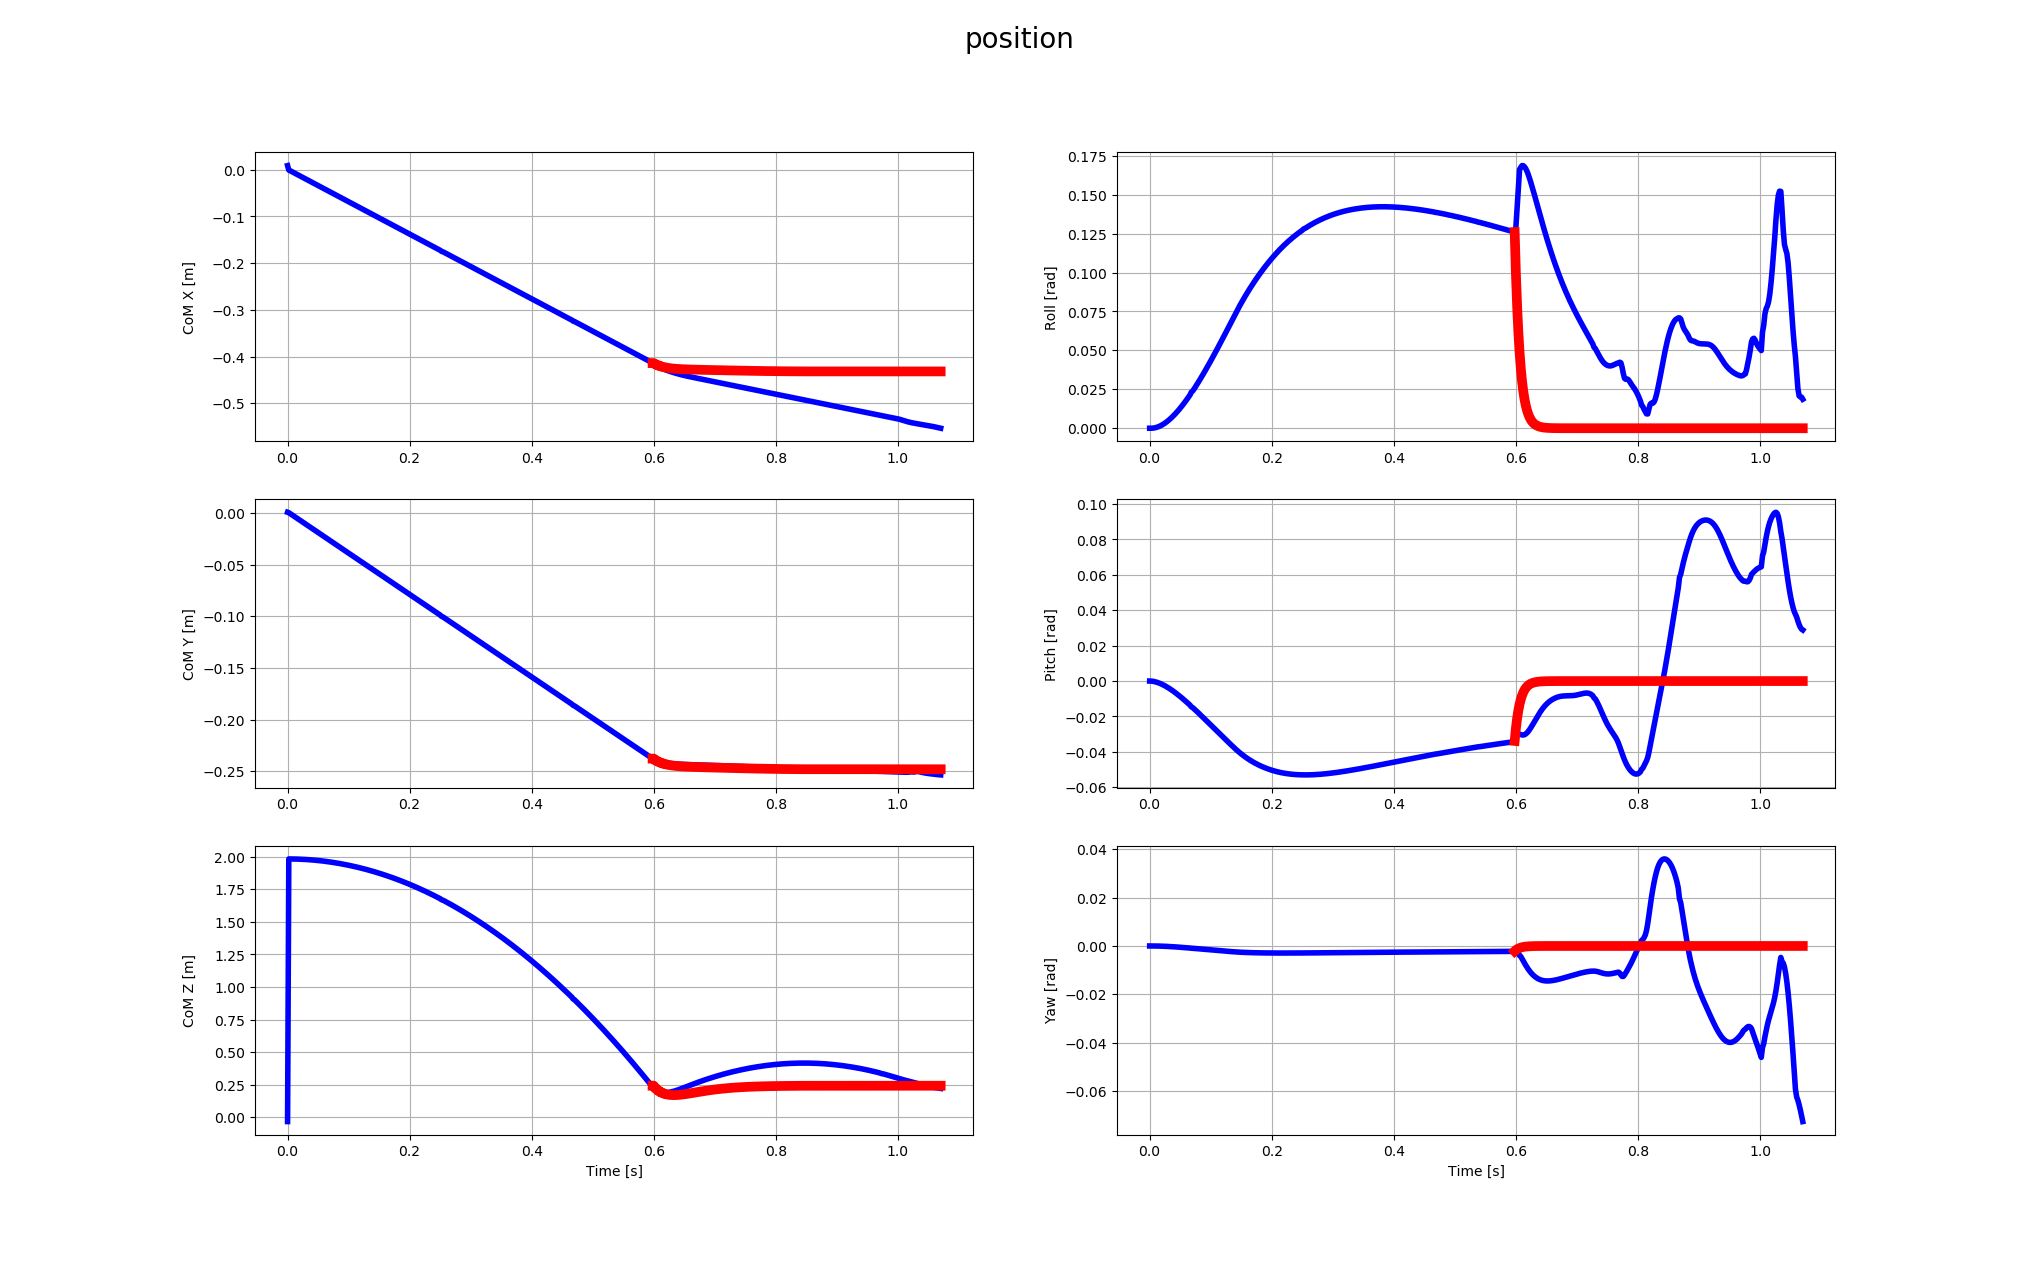 position
CoM X [m]
0.0
−0.1
−0.2
−0.3
−0.4
−0.5
0.0 0.2 0.4 0.6 0.8 1.0
Roll [rad]
0.175
0.150
0.125
0.100
0.075
0.050
0.025
0.000
0.0 0.2 0.4 0.6 0.8 1.0
CoM Y [m]
0.00
−0.05
−0.10
−0.15
−0.20
−0.25
0.0 0.2 0.4 0.6 0.8 1.0
Pitch [rad]
0.10
0.08
0.06
0.04
0.02
0.00
−0.02
−0.04
−0.06
0.0 0.2 0.4 0.6 0.8 1.0
CoM Z [m]
2.00
1.75
1.50
1.25
1.00
0.75
0.50
0.25
0.00
0.0 0.2 0.4 0.6 0.8 1.0
Time [s]
Yaw [rad]
0.04
0.02
0.00
−0.02
−0.04
−0.06
0.0 0.2 0.4 0.6 0.8 1.0
Time [s]